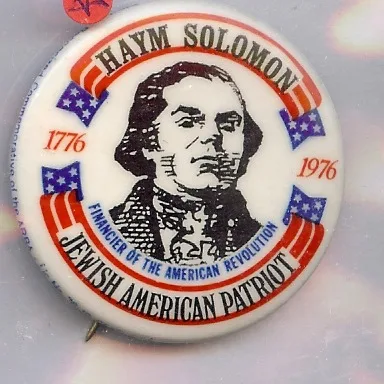 HAYM SOLOMON
1776
1976
FINANCIER OF THE AMERICAN REVOLUTION
JEWISH AMERICAN PATRIOT